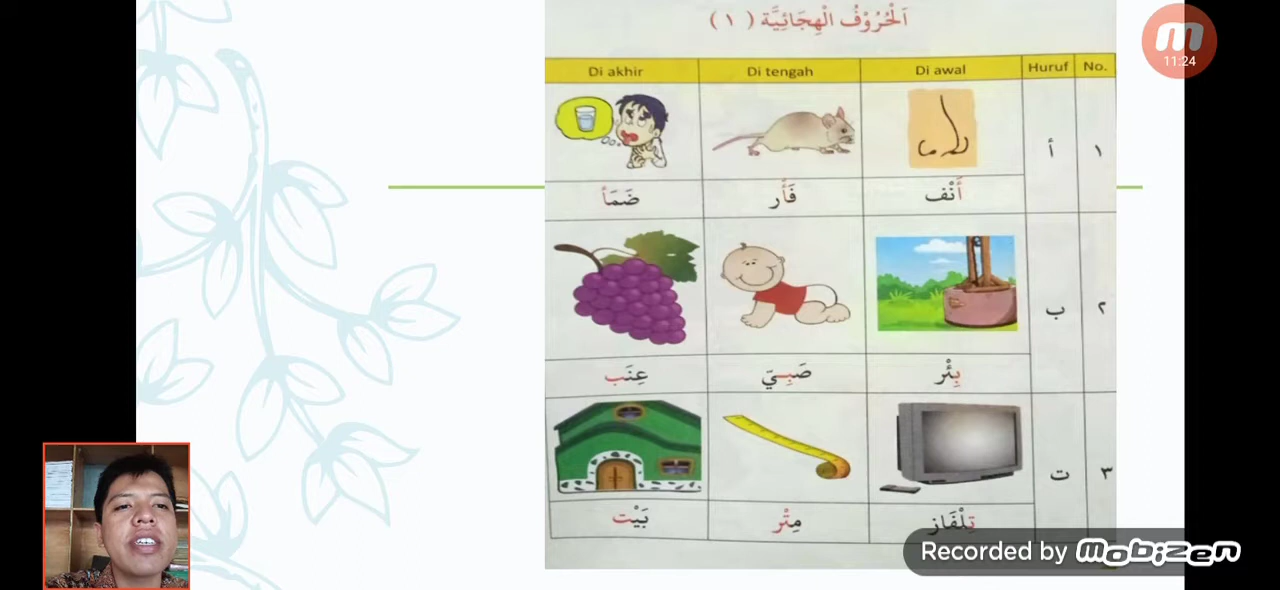 اَلْحُرُوْفُ الْهِجَائِيَّة ( ١ )
No. Huruf Di awal Di tengah Di akhir
١ أ
أَنْف فَأْر ضَمَأ
٢ ب
بِئْر صَبِيّ عِنَب
٣ ت
تِلْفَاز مِتْر بَيْت
11:24
Recorded by mobizen